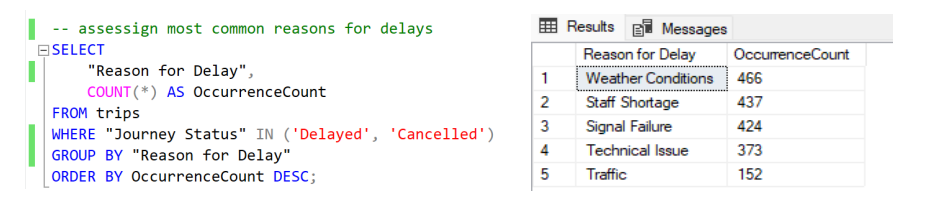 -- assessign most common reasons for delays
SELECT
"Reason for Delay",
COUNT(*) AS OccurrenceCount
FROM trips
WHERE "Journey Status" IN ('Delayed', 'Cancelled')
GROUP BY "Reason for Delay"
ORDER BY OccurrenceCount DESC;
Results Messages
Reason for Delay OccurrenceCount
1 Weather Conditions 466
2 Staff Shortage 437
3 Signal Failure 424
4 Technical Issue 373
5 Traffic 152